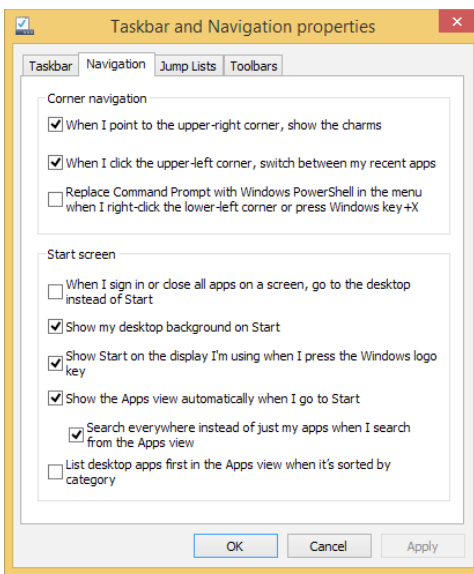 Taskbar and Navigation properties
Taskbar Navigation Jump Lists Toolbars
Corner navigation
When I point to the upper-right corner, show the charms
When I click the upper-left corner, switch between my recent apps
Replace Command Prompt with Windows PowerShell in the menu
when I right-click the lower-left corner or press Windows key+X
Start screen
When I sign in or close all apps on a screen, go to the desktop
instead of Start
Show my desktop background on Start
Show Start on the display I'm using when I press the Windows logo
key
Show the Apps view automatically when I go to Start
Search everywhere instead of just my apps when I search
from the Apps view
List desktop apps first in the Apps view when it's sorted by
category
OK Cancel Apply